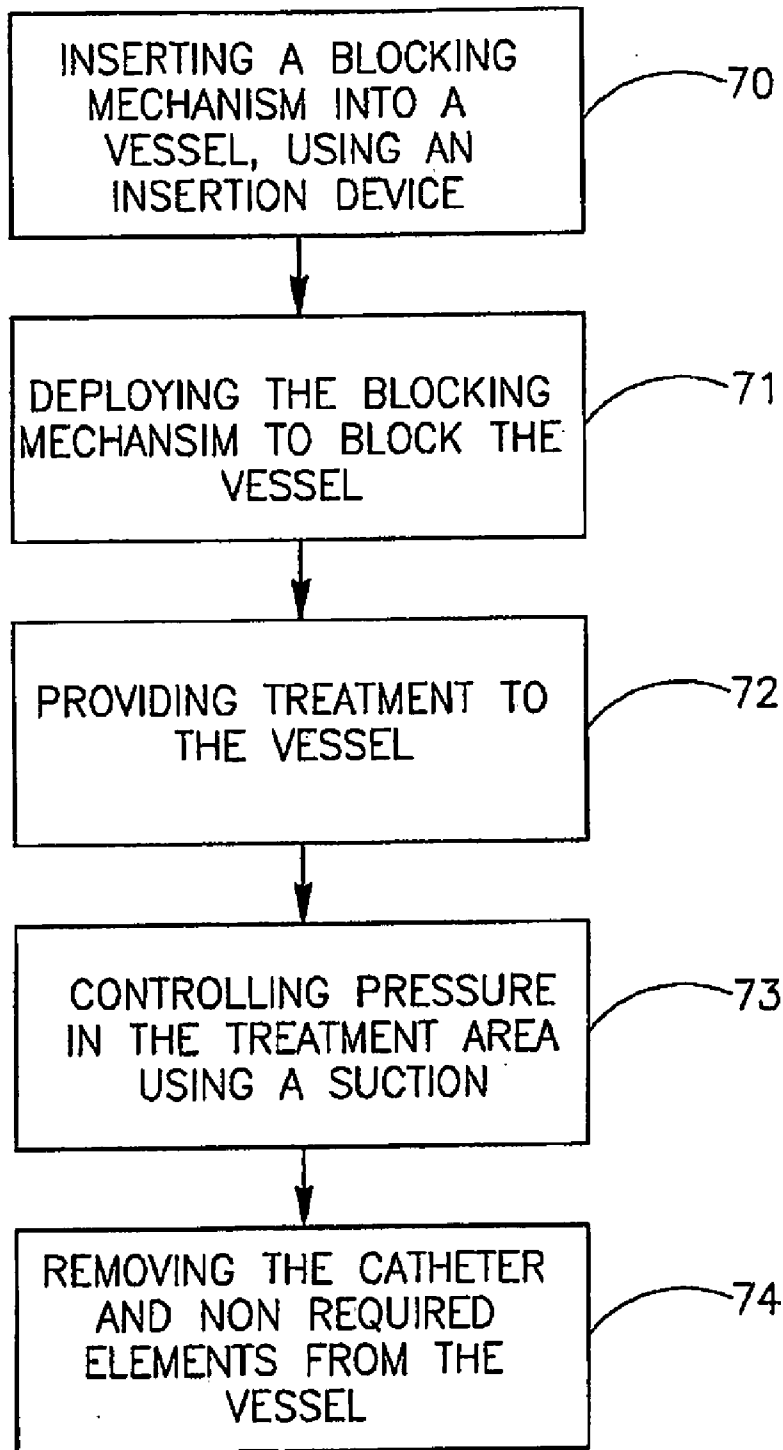 INSERTING A BLOCKING
MECHANISM INTO A
VESSEL, USING AN
INSERTION DEVICE
70
DEPLOYING THE BLOCKING
MECHANSIM TO BLOCK THE
VESSEL
71
PROVIDING TREATMENT TO
THE VESSEL
72
CONTROLLING PRESSURE
IN THE TREATMENT AREA
USING A SUCTION
73
REMOVING THE CATHETER
AND NON REQUIRED
ELEMENTS FROM THE
VESSEL
74